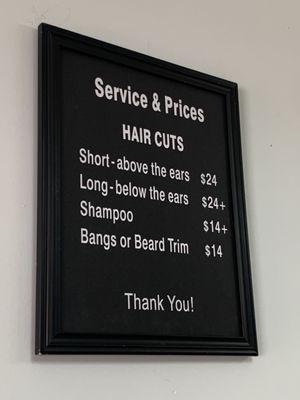 Service & Prices
HAIR CUTS
Short-above the ears $24
Long-below the ears $24+
Shampoo $14+
Bangs or Beard Trim $14
Thank You!